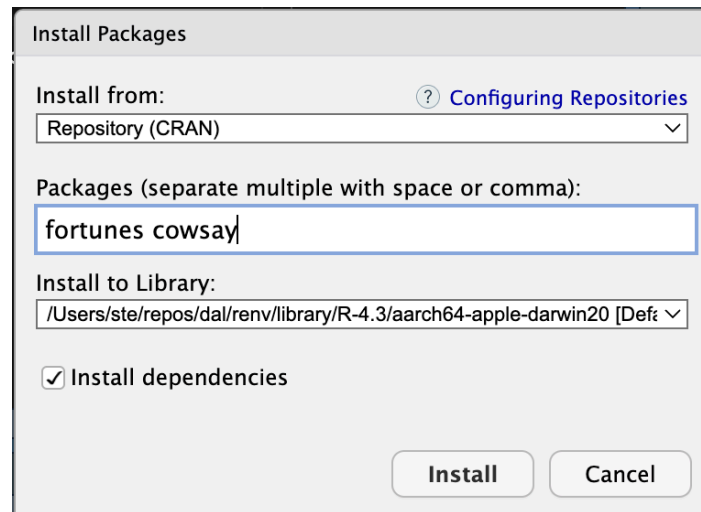 Install Packages
Install from:
? Configuring Repositories
Repository (CRAN)
Packages (separate multiple with space or comma):
fortunes cowsay
Install to Library:
/Users/ste/repos/dal/renv/library/R-4.3/aarch64-apple-darwin20 [Defa
Install dependencies
Install Cancel